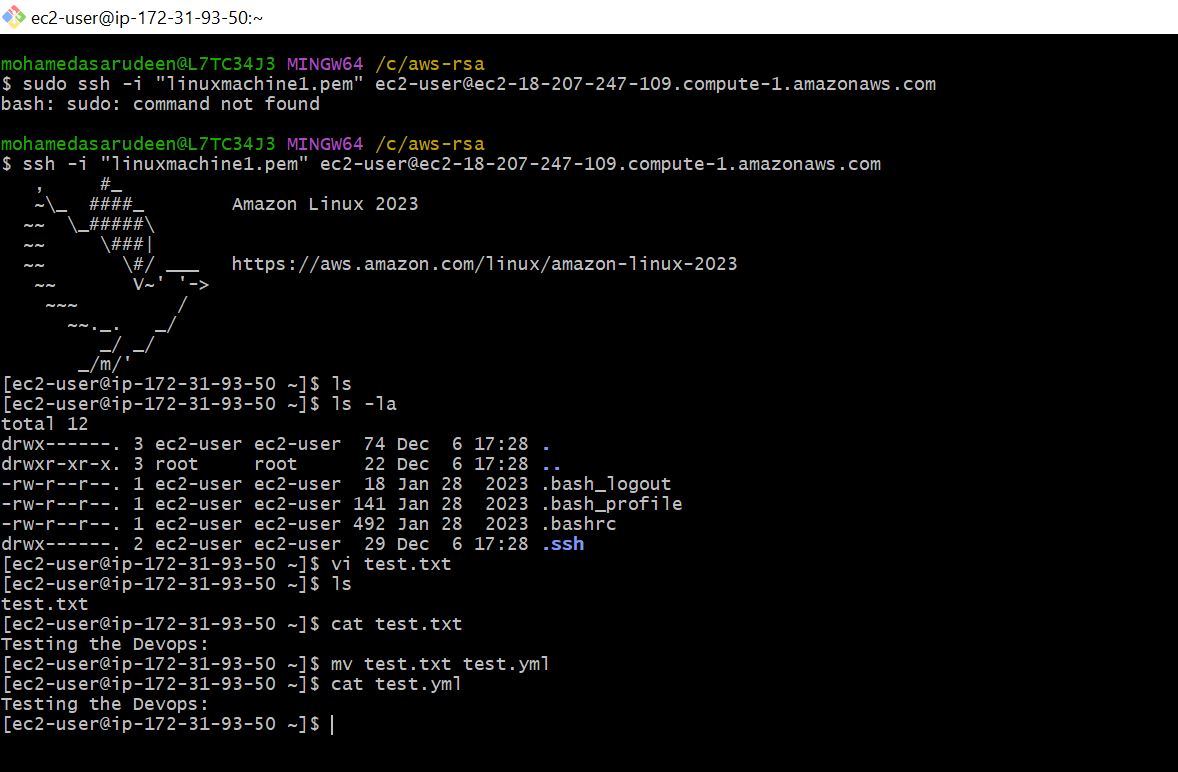 ec2-user@ip-172-31-93-50:~
mohamedasarudeen@L7TC34J3 MINGW64 /c/aws-rsa
$ sudo ssh -i "linuxmachine1.pem" ec2-user@ec2-18-207-247-109.compute-1.amazonaws.com
bash: sudo: command not found
mohamedasarudeen@L7TC34J3 MINGW64 /c/aws-rsa
$ ssh -i "linuxmachine1.pem" ec2-user@ec2-18-207-247-109.compute-1.amazonaws.com
   ,     #_
   ~\_  ####_        Amazon Linux 2023
  ~~  \_#####\
  ~~     \###|
  ~~       \#/ ___   https://aws.amazon.com/linux/amazon-linux-2023
   ~~       V~' '->
    ~~~         /
      ~~._.   _/
         _/ _/
       _/m/'
[ec2-user@ip-172-31-93-50 ~]$ ls
[ec2-user@ip-172-31-93-50 ~]$ ls -la
total 12
drwx------. 3 ec2-user ec2-user  74 Dec  6 17:28 .
drwxr-xr-x. 3 root     root      22 Dec  6 17:28 ..
-rw-r--r--. 1 ec2-user ec2-user  18 Jan 28  2023 .bash_logout
-rw-r--r--. 1 ec2-user ec2-user 141 Jan 28  2023 .bash_profile
-rw-r--r--. 1 ec2-user ec2-user 492 Jan 28  2023 .bashrc
drwx------. 2 ec2-user ec2-user  29 Dec  6 17:28 .ssh
[ec2-user@ip-172-31-93-50 ~]$ vi test.txt
[ec2-user@ip-172-31-93-50 ~]$ ls
test.txt
[ec2-user@ip-172-31-93-50 ~]$ cat test.txt
Testing the Devops:
[ec2-user@ip-172-31-93-50 ~]$ mv test.txt test.yml
[ec2-user@ip-172-31-93-50 ~]$ cat test.yml
Testing the Devops:
[ec2-user@ip-172-31-93-50 ~]$